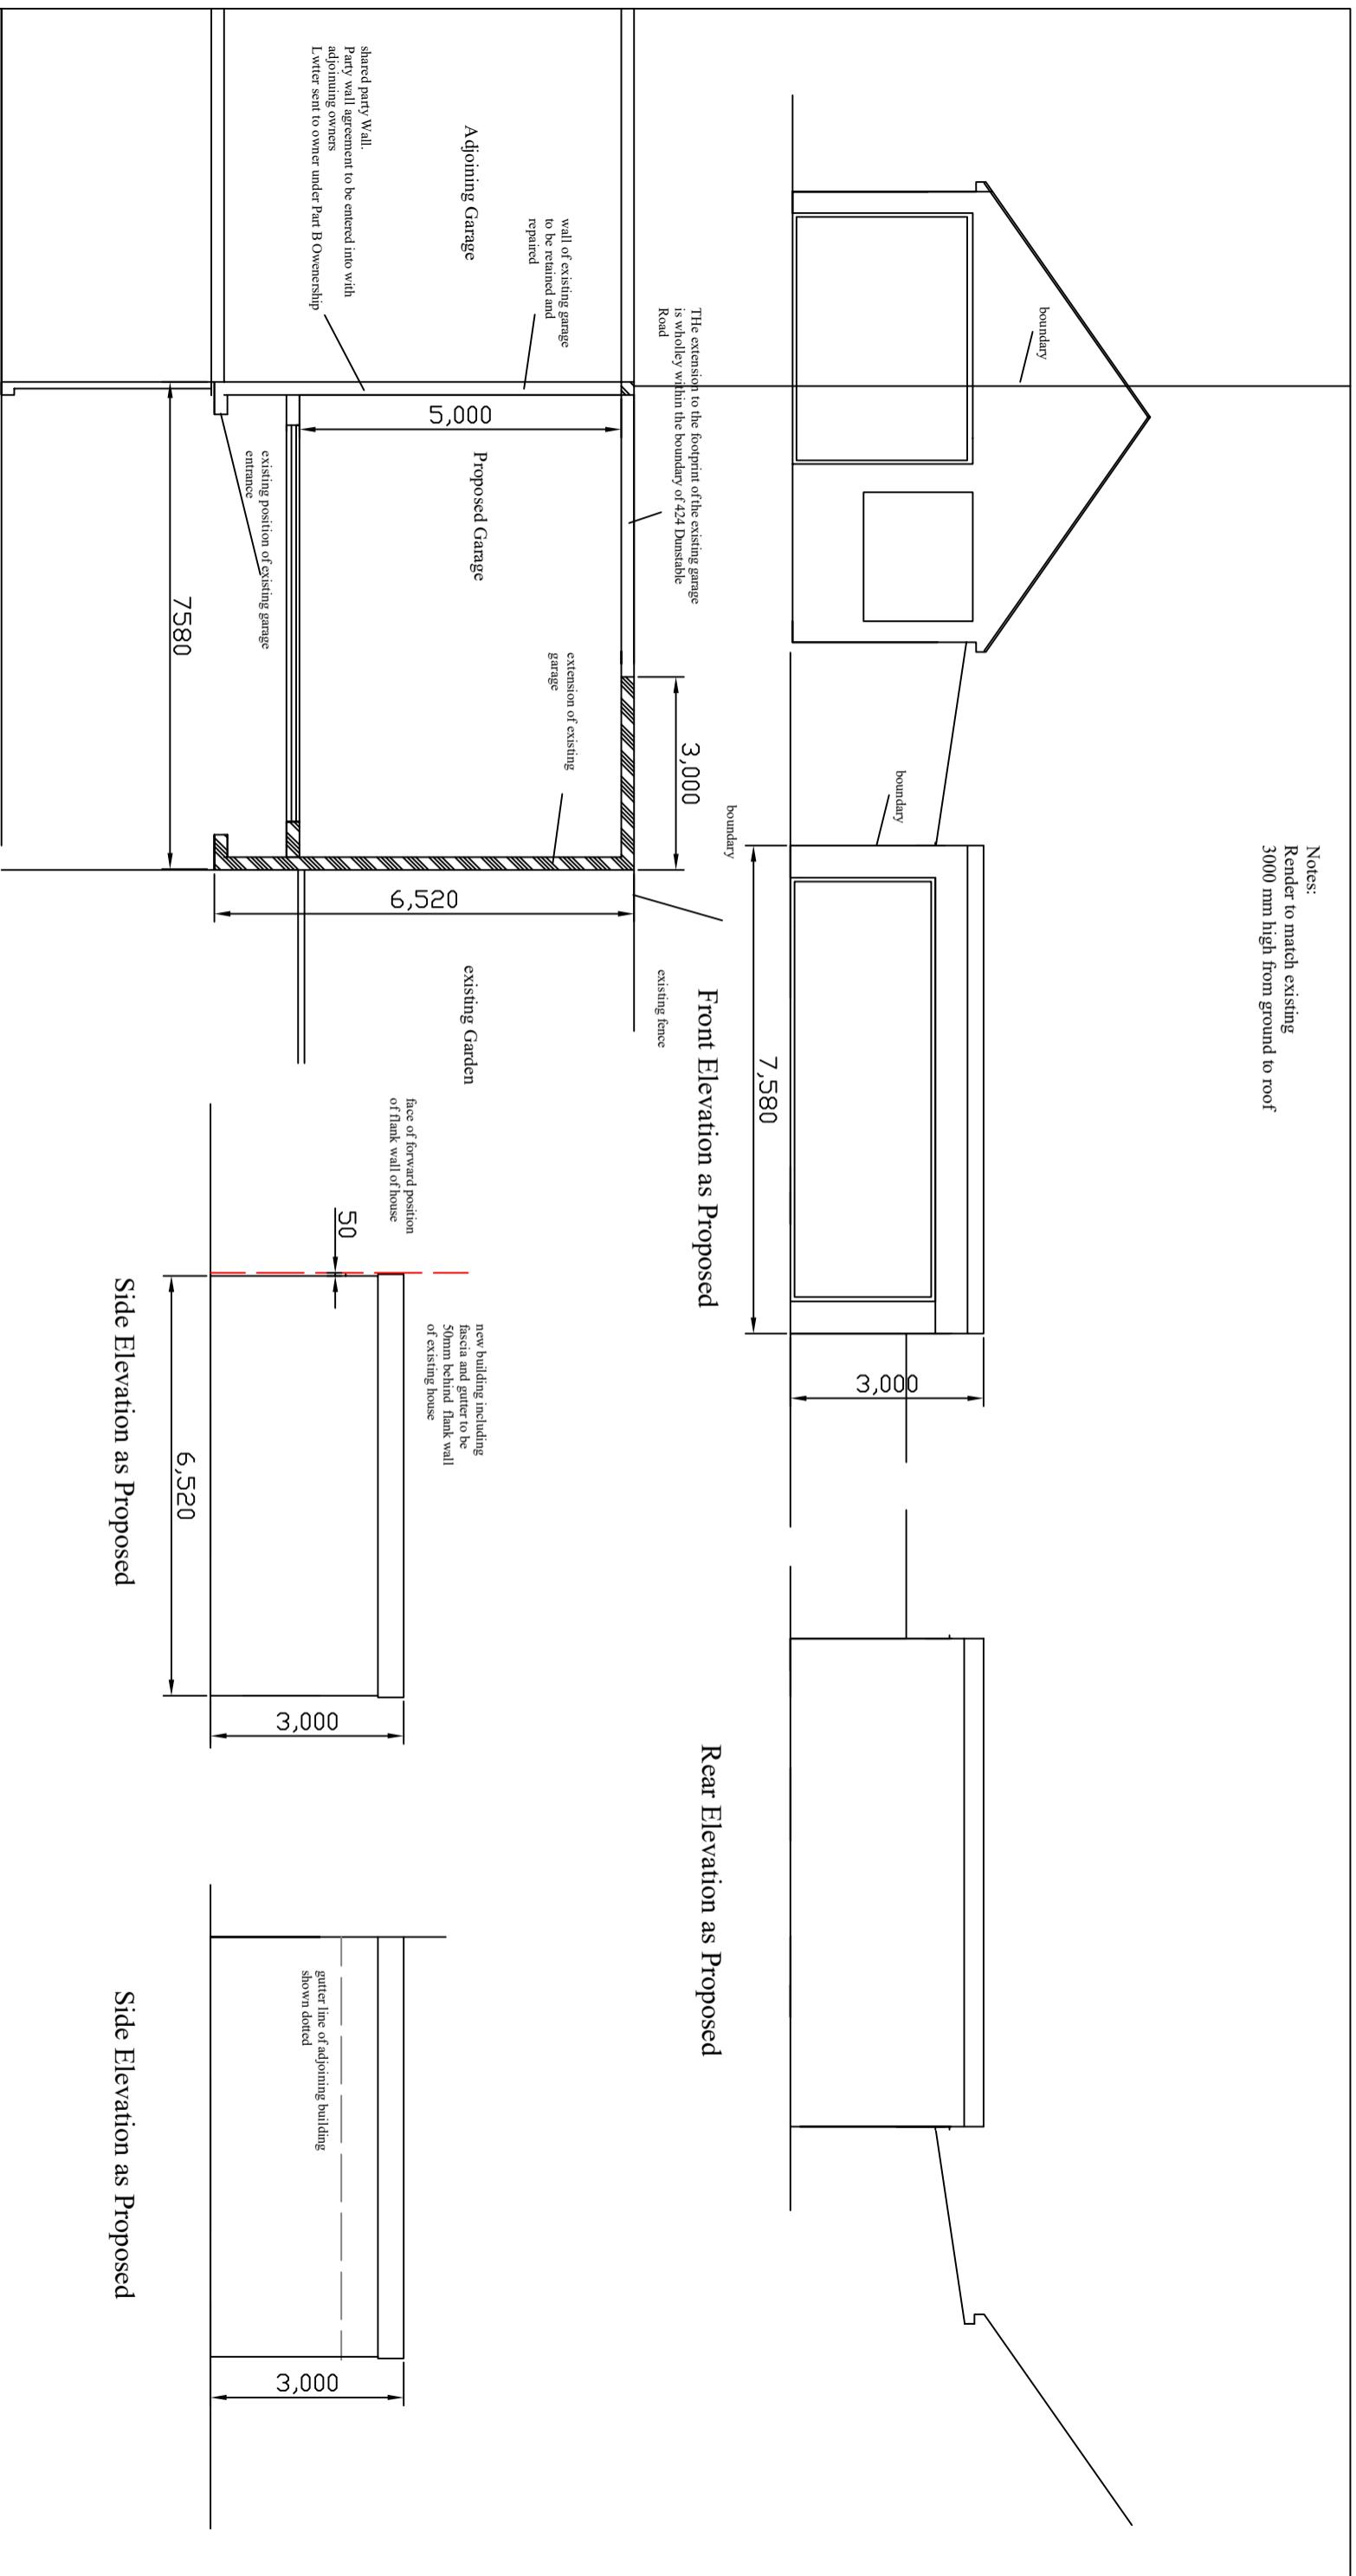 Notes:
Render to match existing
3000 mm high from ground to roof
boundary
boundary
7,580
3,000
Front Elevation as Proposed
Rear Elevation as Proposed
THe extension to the footprint of the existing garage
is wholley within the boundary of 424 Dunstable
Road
boundary
existing fence
3,000
wall of existing garage
to be retained and
repaired
extension of existing
garage
Adjoining Garage
Proposed Garage
existing Garden
5,000
6,520
shared party Wall.
Party wall agreement to be entered into with
adjoinuing owners
Lwtter sent to owner under Part B Owenership
existing position of existing garage
entrance
7580
face of forward position
of flank wall of house
new building including
fascia and gutter to be
50mm behind flank wall
of existing house
50
3,000
6,520
Side Elevation as Proposed
gutter line of adjoining building
shown dotted
3,000
Side Elevation as Proposed